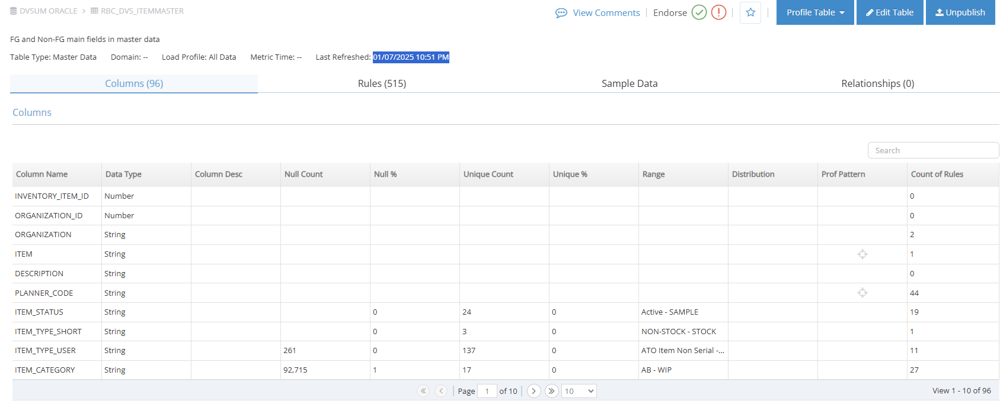 DVSUM ORACLE > RBC_DVS_ITEMMASTER
View Comments Endorse Profile Table Edit Table Unpublish
FG and Non-FG main fields in master data
Table Type: Master Data Domain: -- Load Profile: All Data Metric Time: -- Last Refreshed: 01/07/2025 10:51 PM
Columns (96) Rules (515) Sample Data Relationships (0)
Columns
Search
Column Name Data Type Column Desc Null Count Null % Unique Count Unique % Range Distribution Prof Pattern Count of Rules
INVENTORY_ITEM_ID Number 0
ORGANIZATION_ID Number 0
ORGANIZATION String 2
ITEM String 1
DESCRIPTION String 0
PLANNER_CODE String 44
ITEM_STATUS String 0 24 0 Active - SAMPLE 19
ITEM_TYPE_SHORT String 0 3 0 NON-STOCK - STOCK 1
ITEM_TYPE_USER String 261 0 137 0 ATO Item Non Serial -... 11
ITEM_CATEGORY String 92,715 1 17 0 AB - WIP 27
Page 1 of 10 10 View 1 - 10 of 96